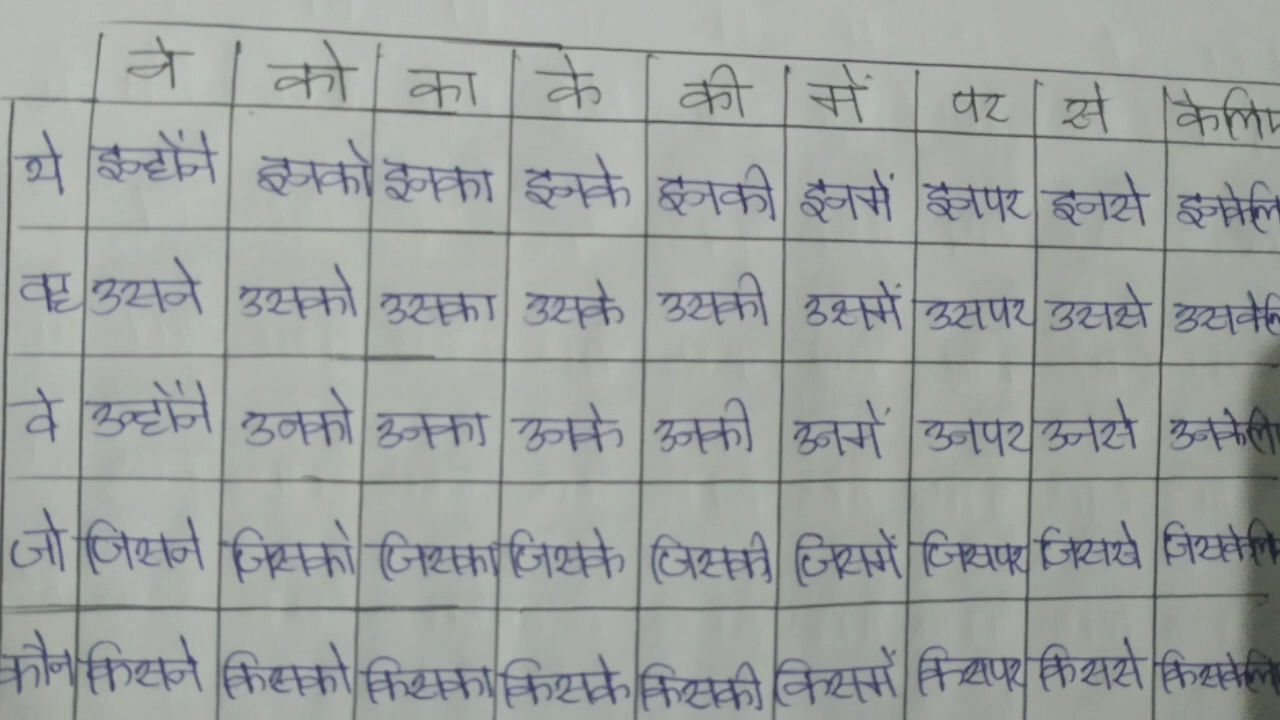 ने को का के की में पर से
ये इन्होंने इनको इनका इनके इनकी इनमें इनपर इनसे
वह उसने उसको उसका उसके उसकी उसमें उसपर उससे
वे उन्होंने उनको उनका उनके उनकी उनमें उनपर उनसे
जो जिसने जिसको जिसका जिसके जिसकी जिसमें जिसपर जिससे
कौन किसने किसको किसका किसके किसकी किसमें किसपर किससे